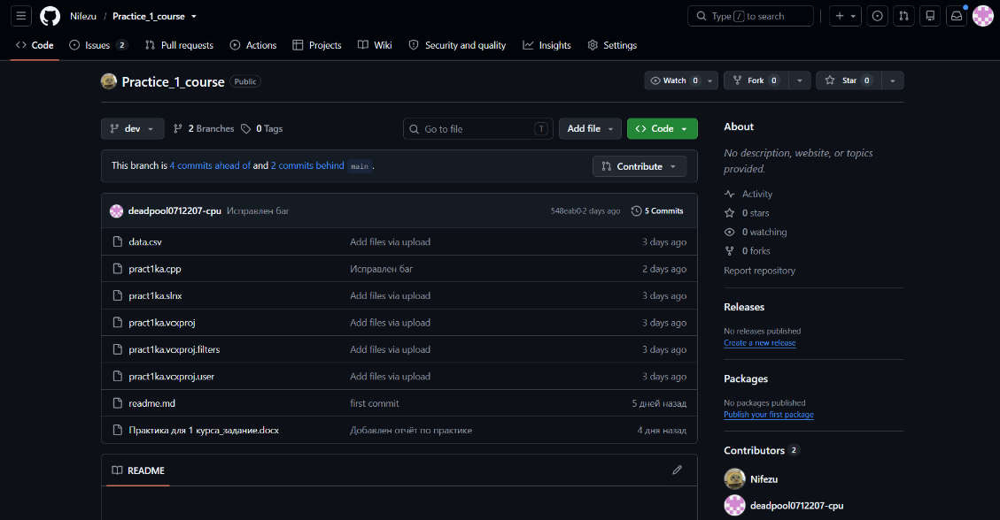 Nifezu / Practice_1_course
Type / to search
Code
Issues 2
Pull requests
Actions
Projects
Wiki
Security and quality
Insights
Settings
Practice_1_course Public
Watch 0
Fork 0
Star 0
dev
2 Branches
0 Tags
Go to file T
Add file
Code
This branch is 4 commits ahead of and 2 commits behind main .
Contribute
deadpool0712207-cpu Исправлен баг 548eab0·2 days ago 5 Commits
data.csv Add files via upload 3 days ago
pract1ka.cpp Исправлен баг 2 days ago
pract1ka.slnx Add files via upload 3 days ago
pract1ka.vcxproj Add files via upload 3 days ago
pract1ka.vcxproj.filters Add files via upload 3 days ago
pract1ka.vcxproj.user Add files via upload 3 days ago
readme.md first commit 5 дней назад
Практика для 1 курса_задание.docx Добавлен отчёт по практике 4 дня назад
README
About
No description, website, or topics
provided.
Activity
0 stars
0 watching
0 forks
Report repository
Releases
No releases published
Create a new release
Packages
No packages published
Publish your first package
Contributors 2
Nifezu
deadpool0712207-cpu